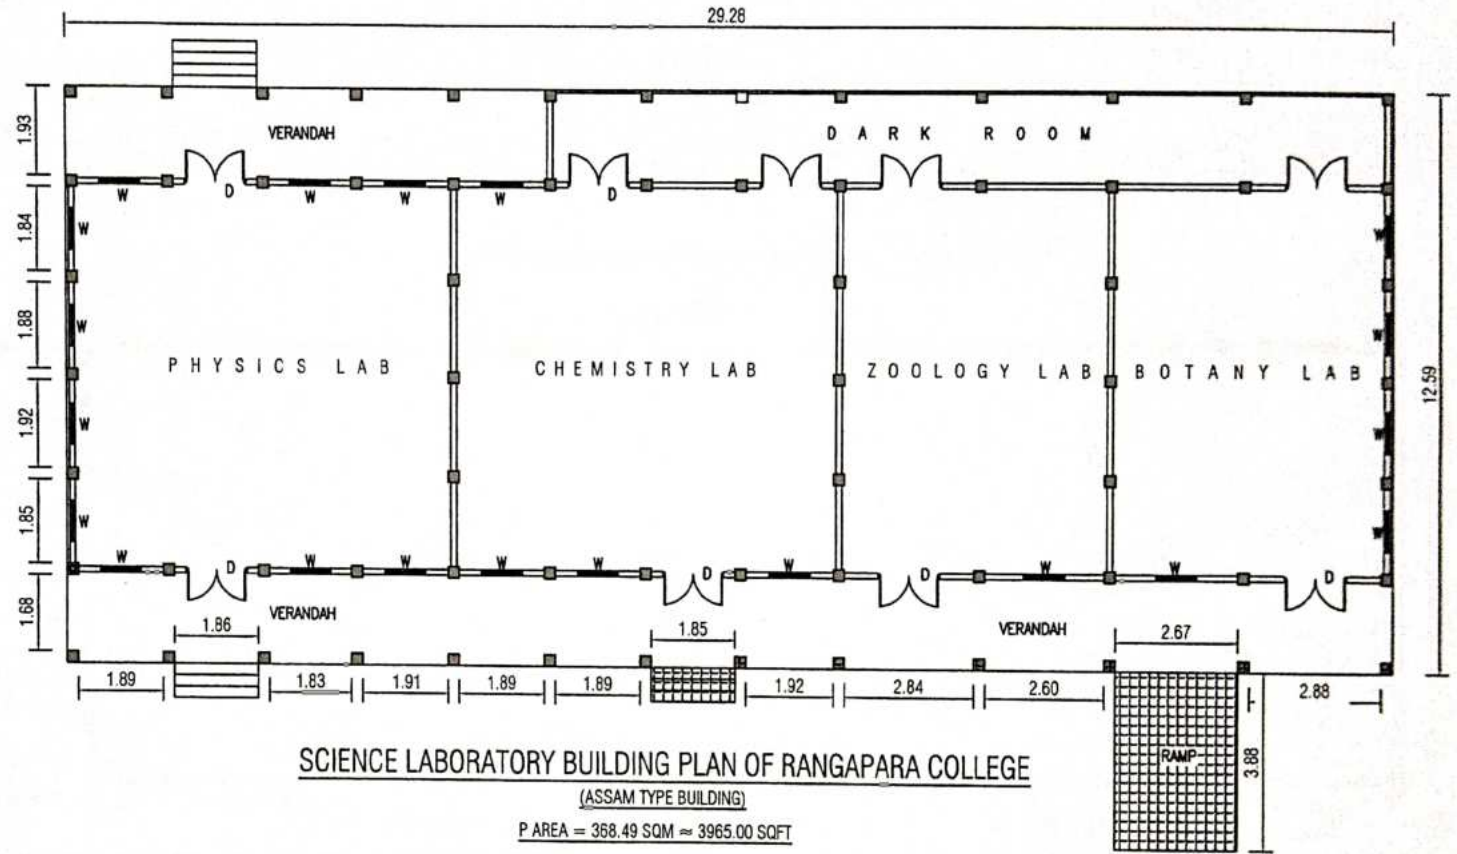 29.28
VERANDAH
D A R K R O O M
1.93
W
D
W
W
W
D
1.84
W
W
1.88
W
W
PHYSICS LAB
CHEMISTRY LAB
ZOOLOGY LAB
BOTANY LAB
12.59
1.92
W
W
1.85
W
W
W
D
W
W
W
W
D
W
D
W
W
D
1.68
VERANDAH
VERANDAH
1.86
1.85
2.67
1.89
1.83
1.91
1.89
1.89
1.92
2.84
2.60
2.88
RAMP
3.88
SCIENCE LABORATORY BUILDING PLAN OF RANGAPARA COLLEGE
(ASSAM TYPE BUILDING)
P AREA = 368.49 SQM ≈ 3965.00 SQFT